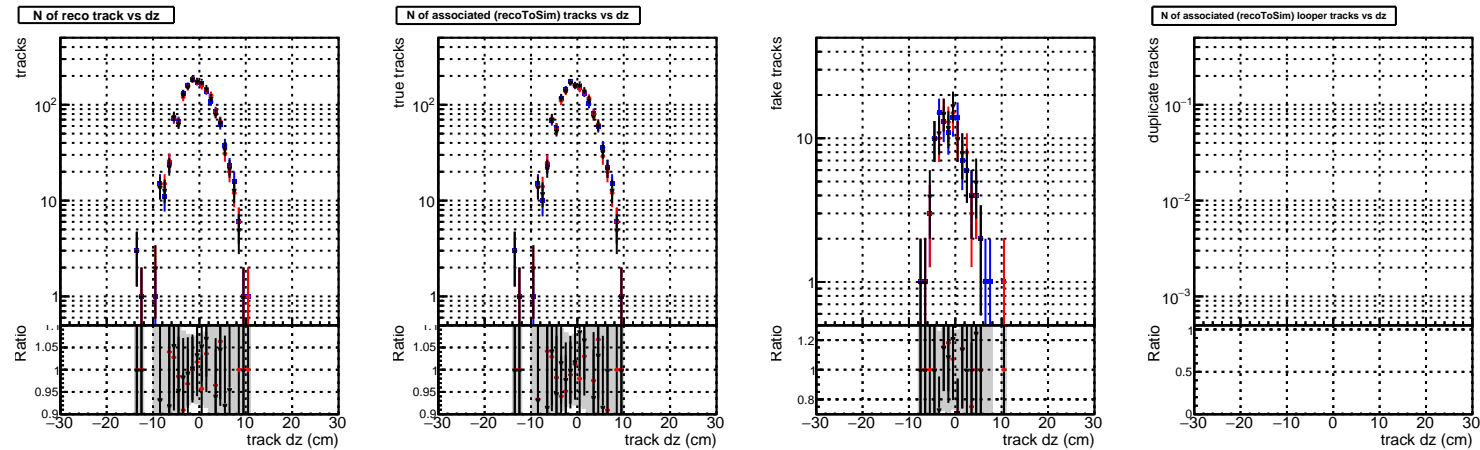 N of reco track vs dz
tracks
10²
10
1
Ratio
1.1
1.05
1
0.95
0.9
−30 −20 −10 0 10 20 30
track dz (cm)
N of associated (recoToSim) tracks vs dz
true tracks
10²
10
1
Ratio
1.1
1.05
1
0.95
0.9
−30 −20 −10 0 10 20 30
track dz (cm)
fake tracks
10
1
Ratio
1.2
1
0.8
−30 −20 −10 0 10 20 30
track dz (cm)
N of associated (recoToSim) looper tracks vs dz
duplicate tracks
10⁻¹
10⁻²
10⁻³
Ratio
1
0.5
0
−30 −20 −10 0 10 20 30
track dz (cm)